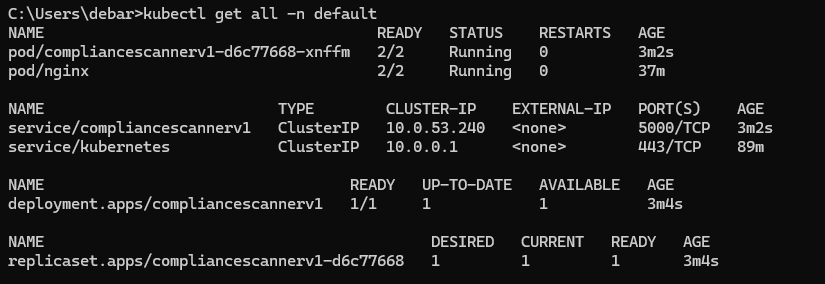 C:\Users\debar>kubectl get all -n default
NAME READY STATUS RESTARTS AGE
pod/compliancescannerv1-d6c77668-xnffm 2/2 Running 0 3m2s
pod/nginx 2/2 Running 0 37m
NAME TYPE CLUSTER-IP EXTERNAL-IP PORT(S) AGE
service/compliancescannerv1 ClusterIP 10.0.53.240 <none> 5000/TCP 3m2s
service/kubernetes ClusterIP 10.0.0.1 <none> 443/TCP 89m
NAME READY UP-TO-DATE AVAILABLE AGE
deployment.apps/compliancescannerv1 1/1 1 1 3m4s
NAME DESIRED CURRENT READY AGE
replicaset.apps/compliancescannerv1-d6c77668 1 1 1 3m4s